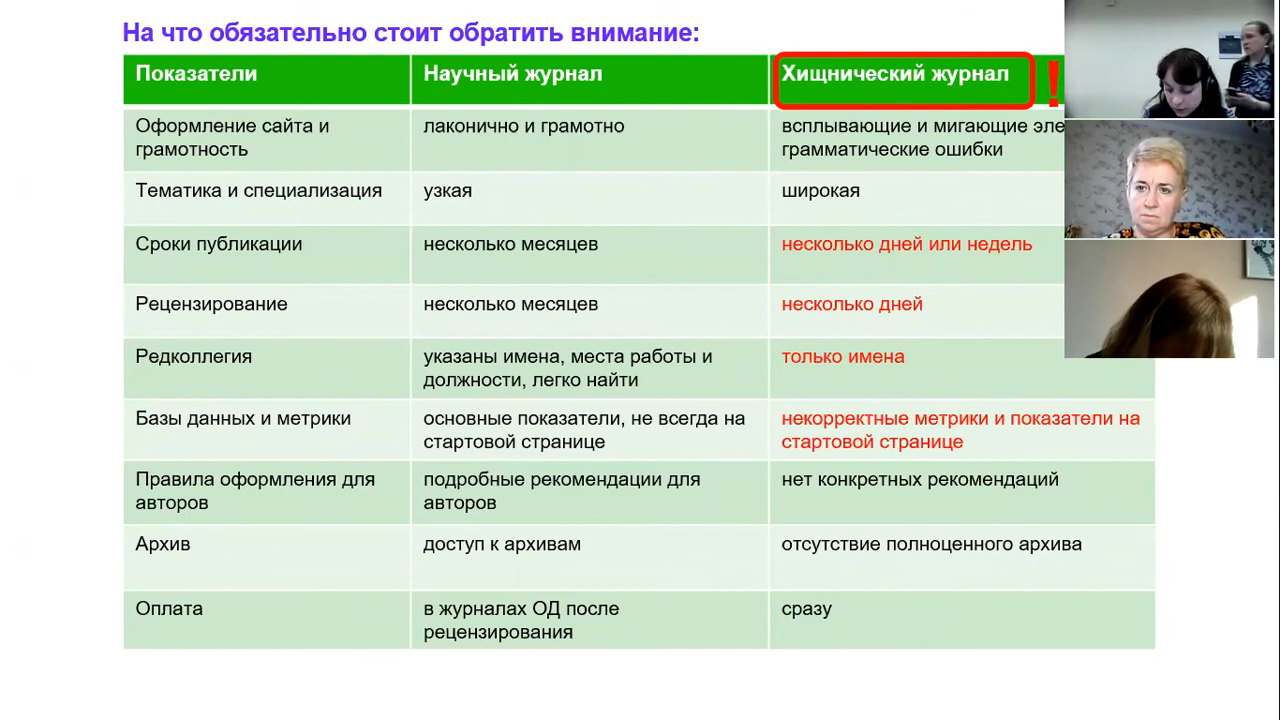 На что обязательно стоит обратить внимание:
Показатели
Научный журнал
Хищнический журнал
!
Оформление сайта и
грамотность
лаконично и грамотно
всплывающие и мигающие
грамматические ошибки
Тематика и специализация
узкая
широкая
Сроки публикации
несколько месяцев
несколько дней или недель
Рецензирование
несколько месяцев
несколько дней
Редколлегия
указаны имена, места работы и
должности, легко найти
только имена
Базы данных и метрики
основные показатели, не всегда на
стартовой странице
некорректные метрики и показатели на
стартовой странице
Правила оформления для
авторов
подробные рекомендации для
авторов
нет конкретных рекомендаций
Архив
доступ к архивам
отсутствие полноценного архива
Оплата
в журналах ОД после
рецензирования
сразу